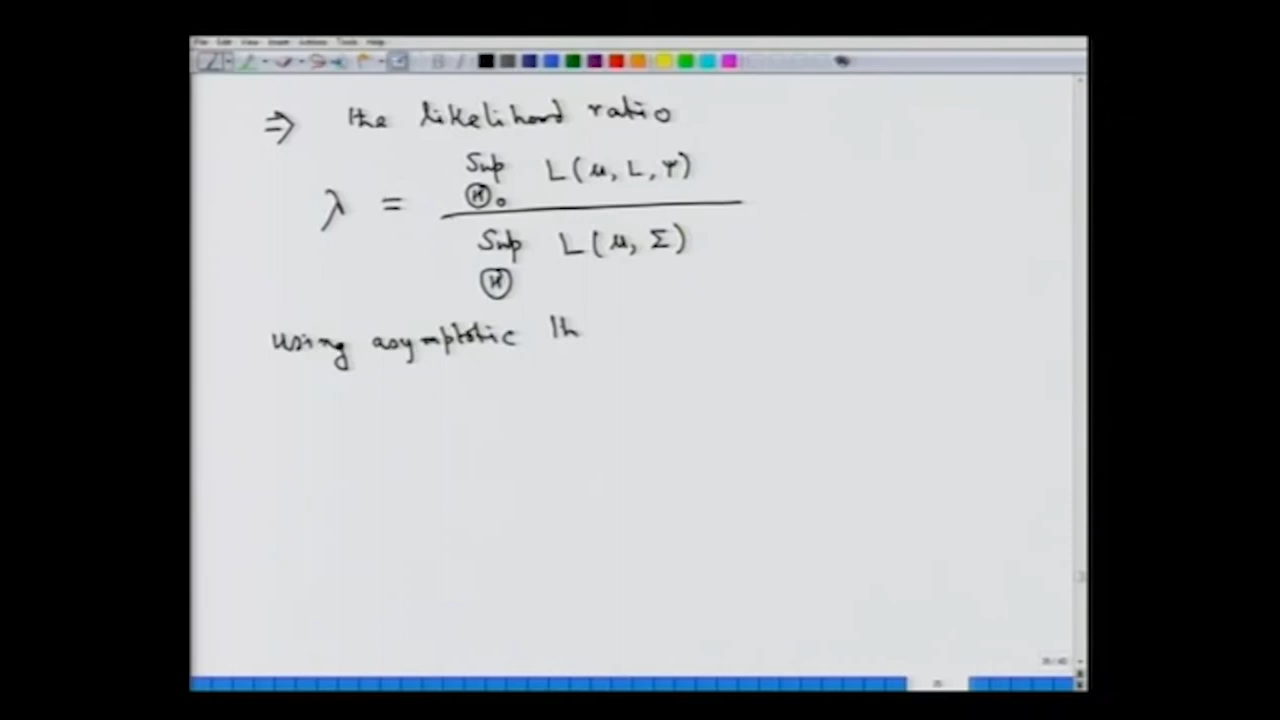 ⇒ the likelihood ratio
λ = Sup Θ₀ L(μ, L, Ψ)
Sup Θ L(μ, Σ)
using asymptotic th